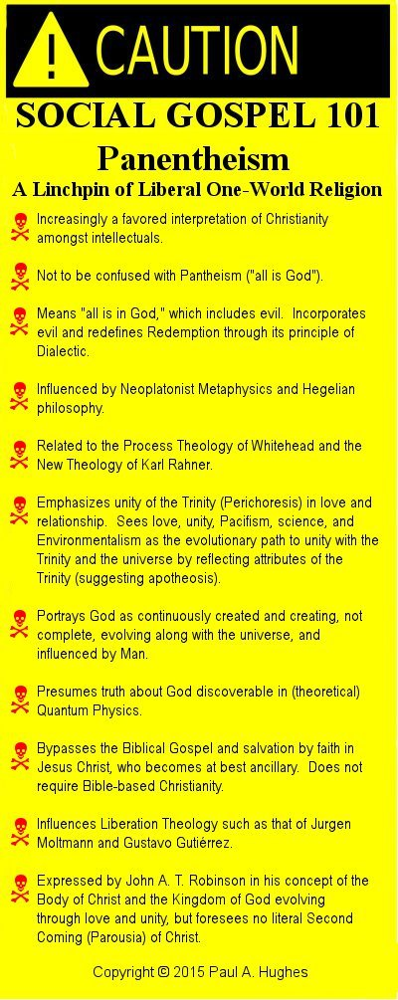 CAUTION
SOCIAL GOSPEL 101
Panentheism
A Linchpin of Liberal One-World Religion
Increasingly a favored interpretation of Christianity
amongst intellectuals.
Not to be confused with Pantheism ("all is God").
Means "all is in God," which includes evil. Incorporates
evil and redefines Redemption through its principle of
Dialectic.
Influenced by Neoplatonist Metaphysics and Hegelian
philosophy.
Related to the Process Theology of Whitehead and the
New Theology of Karl Rahner.
Emphasizes unity of the Trinity (Perichoresis) in love and
relationship. Sees love, unity, Pacifism, science, and
Environmentalism as the evolutionary path to unity with the
Trinity and the universe by reflecting attributes of the
Trinity (suggesting apotheosis).
Portrays God as continuously created and creating, not
complete, evolving along with the universe, and
influenced by Man.
Presumes truth about God discoverable in (theoretical)
Quantum Physics.
Bypasses the Biblical Gospel and salvation by faith in
Jesus Christ, who becomes at best ancillary. Does not
require Bible-based Christianity.
Influences Liberation Theology such as that of Jurgen
Moltmann and Gustavo Gutiérrez.
Expressed by John A. T. Robinson in his concept of the
Body of Christ and the Kingdom of God evolving
through love and unity, but foresees no literal Second
Coming (Parousia) of Christ.
Copyright © 2015 Paul A. Hughes